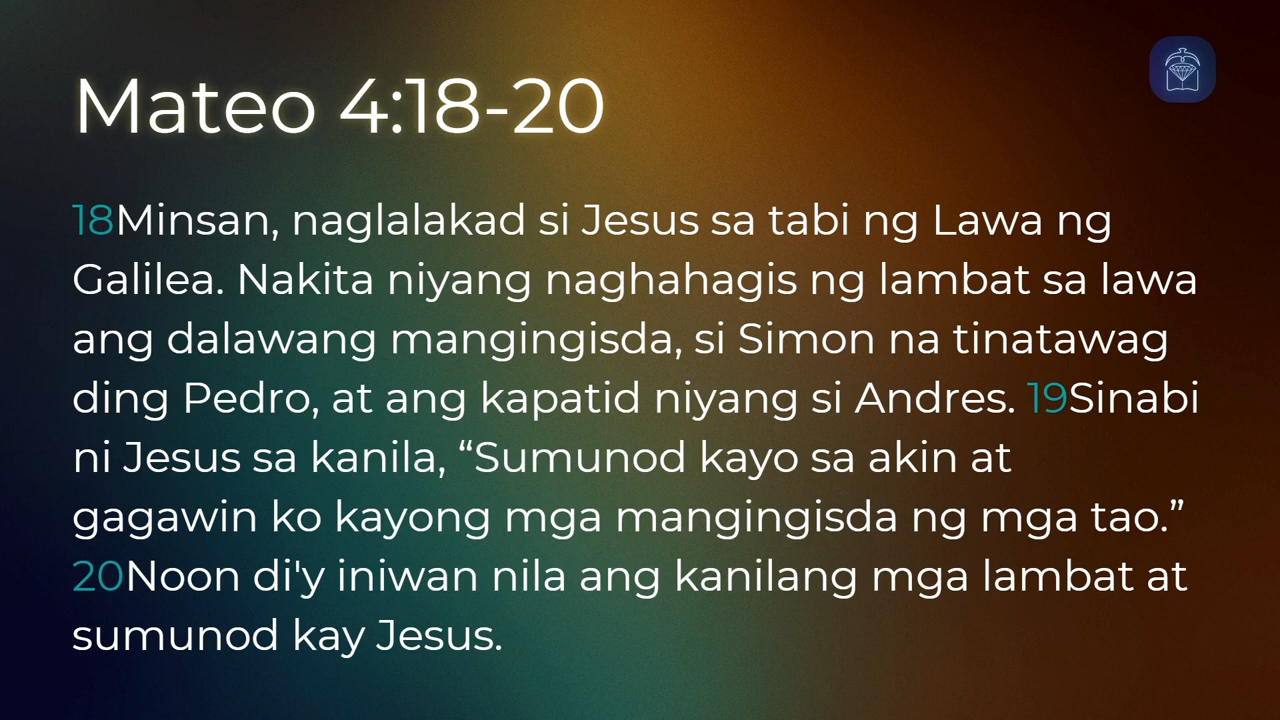 Mateo 4:18-20
18Minsan, naglalakad si Jesus sa tabi ng Lawa ng
Galilea. Nakita niyang naghahagis ng lambat sa lawa
ang dalawang mangingisda, si Simon na tinatawag
ding Pedro, at ang kapatid niyang si Andres. 19Sinabi
ni Jesus sa kanila, “Sumunod kayo sa akin at
gagawin ko kayong mga mangingisda ng mga tao.”
20Noon di'y iniwan nila ang kanilang mga lambat at
sumunod kay Jesus.